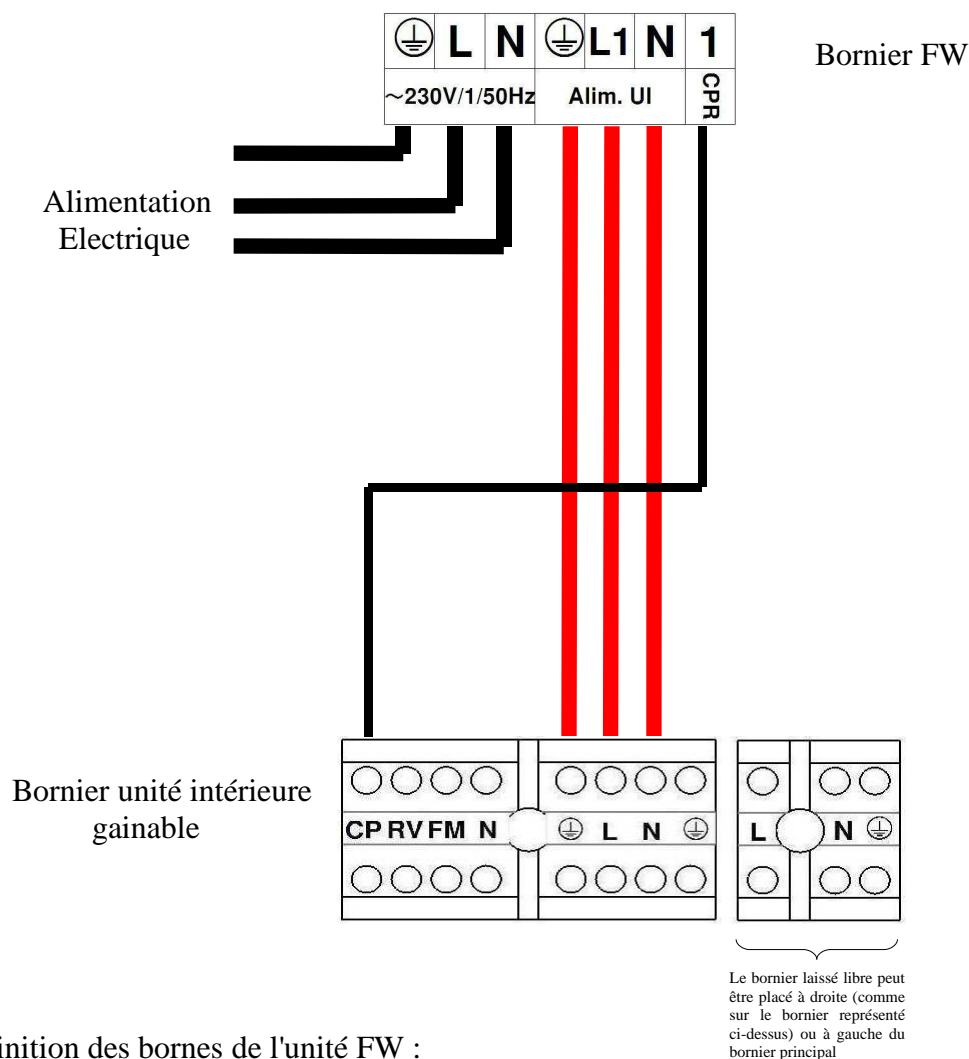 ⏚ L N ⏚ L1 N 1
Bornier FW
~230V/1/50Hz Alim. UI CPR
Alimentation
Electrique
Bornier unité intérieure
gainable
CP RV FM N ⏚ L N ⏚ L N ⏚
Le bornier laissé libre peut
être placé à droite (comme
sur le bornier représenté
ci-dessus) ou à gauche du
bornier principal
inition des bornes de l'unité FW :